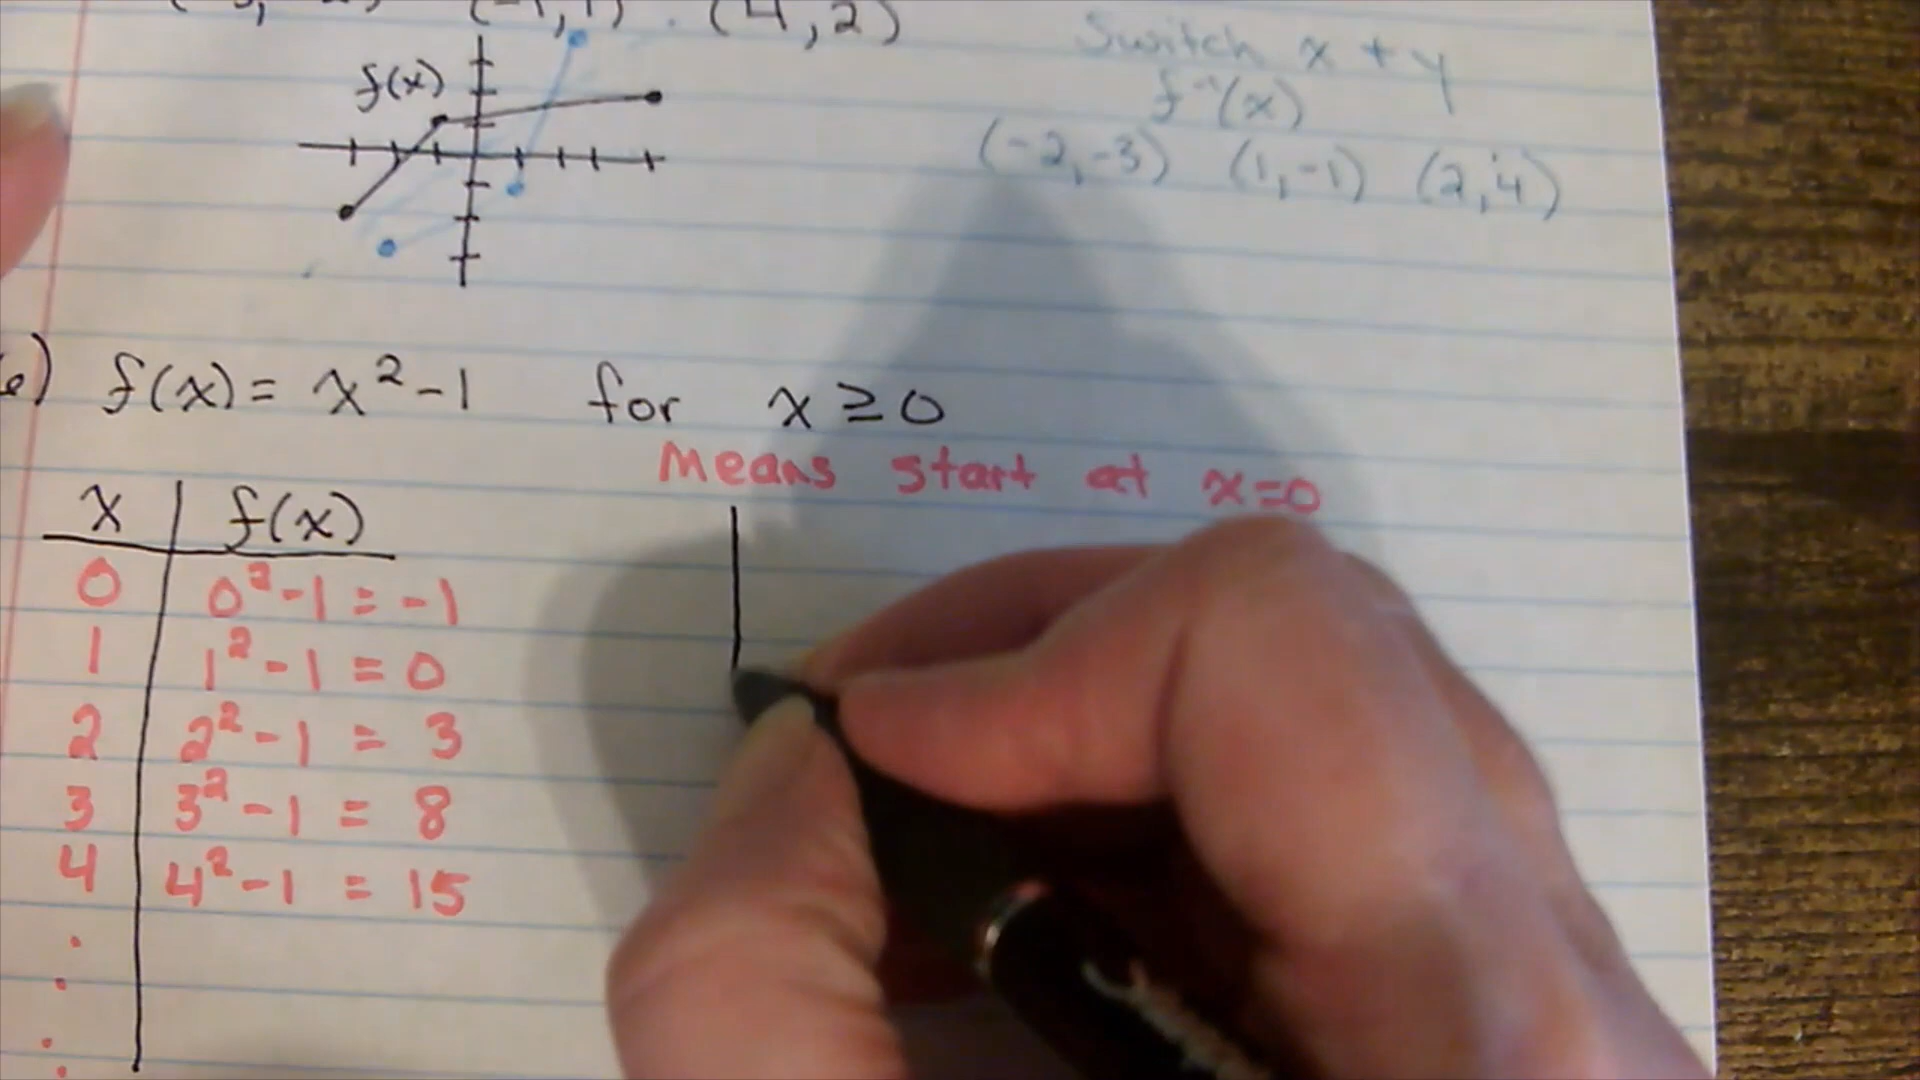 (-1,1) (4,2)
Switch x + y
f(x)
f⁻¹(x)
(-2,-3) (1,-1) (2,4)
e) f(x) = x² - 1 for x ≥ 0
means start at x=0
x f(x)
0 0² - 1 = -1
1 1² - 1 = 0
2 2² - 1 = 3
3 3² - 1 = 8
4 4² - 1 = 15